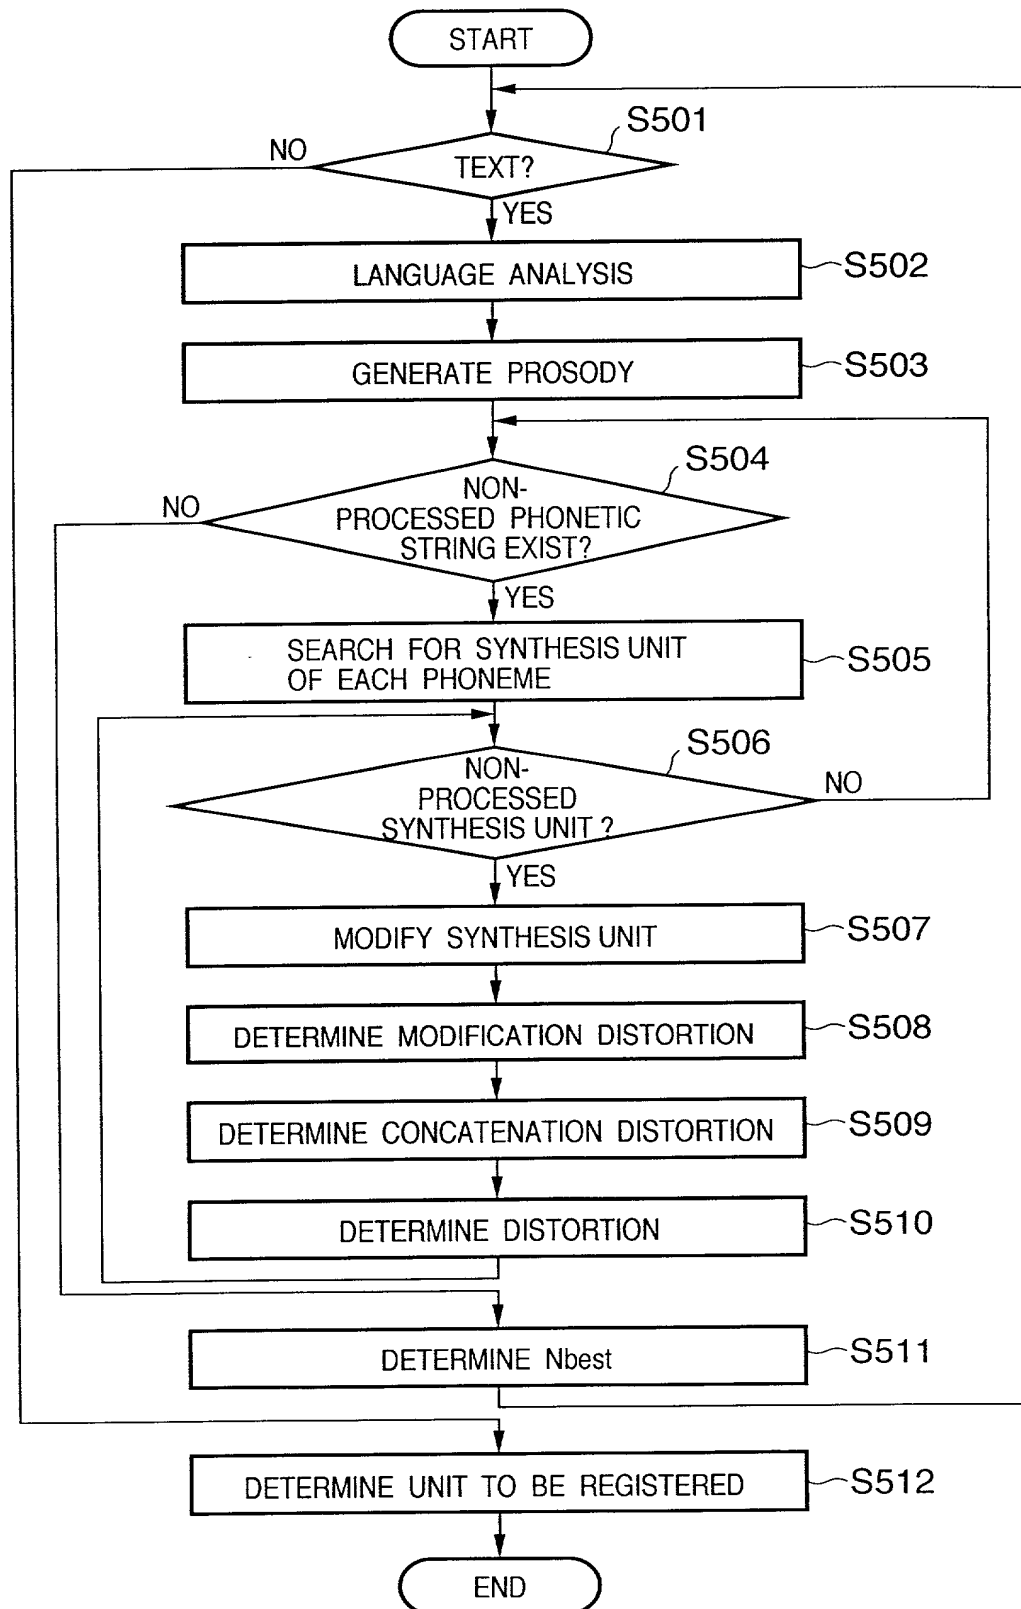 START
S501
NO
TEXT?
YES
LANGUAGE ANALYSIS
S502
GENERATE PROSODY
S503
S504
NO
NON-
PROCESSED PHONETIC
STRING EXIST?
YES
SEARCH FOR SYNTHESIS UNIT
OF EACH PHONEME
S505
S506
NON-
PROCESSED
SYNTHESIS UNIT ?
NO
YES
MODIFY SYNTHESIS UNIT
S507
DETERMINE MODIFICATION DISTORTION
S508
DETERMINE CONCATENATION DISTORTION
S509
DETERMINE DISTORTION
S510
DETERMINE Nbest
S511
DETERMINE UNIT TO BE REGISTERED
S512
END